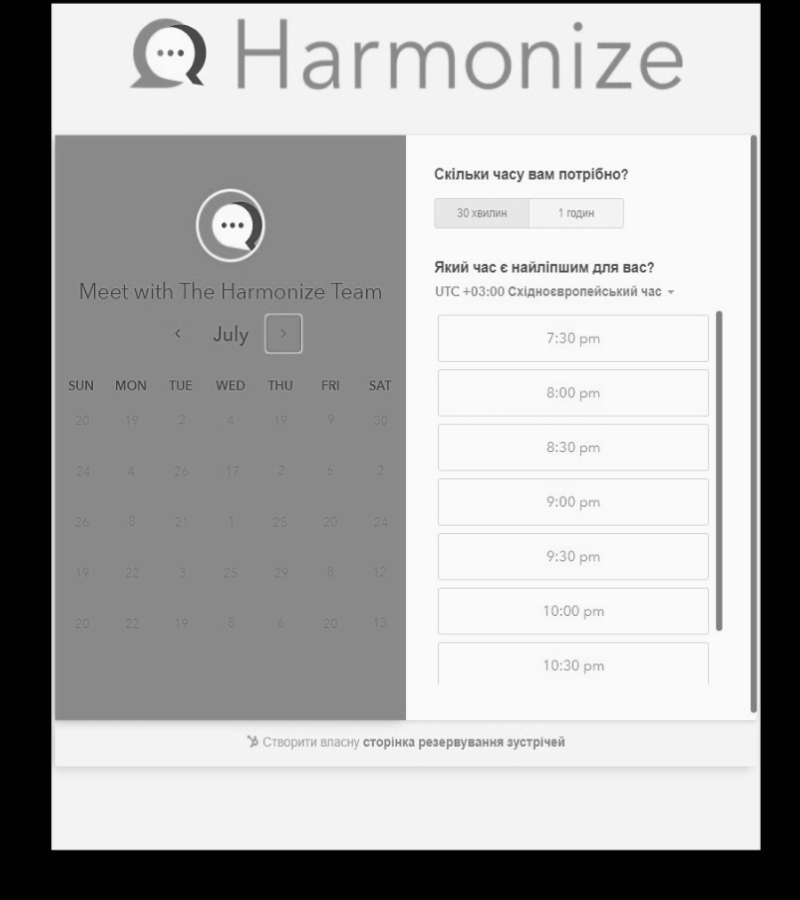 Harmonize
Meet with The Harmonize Team
July
SUN MON TUE WED THU FRI SAT
20 19 2 4 19 9 30
24 4 26 17 2 6 2
26 8 21 1 25 20 24
19 22 3 25 29 8 12
20 22 19 8 6 20 13
Скільки часу вам потрібно?
30 хвилин 1 годин
Який час є найліпшим для вас?
UTC +03:00 Східноєвропейський час
7:30 pm
8:00 pm
8:30 pm
9:00 pm
9:30 pm
10:00 pm
10:30 pm
Створити власну сторінка резервування зустрічей